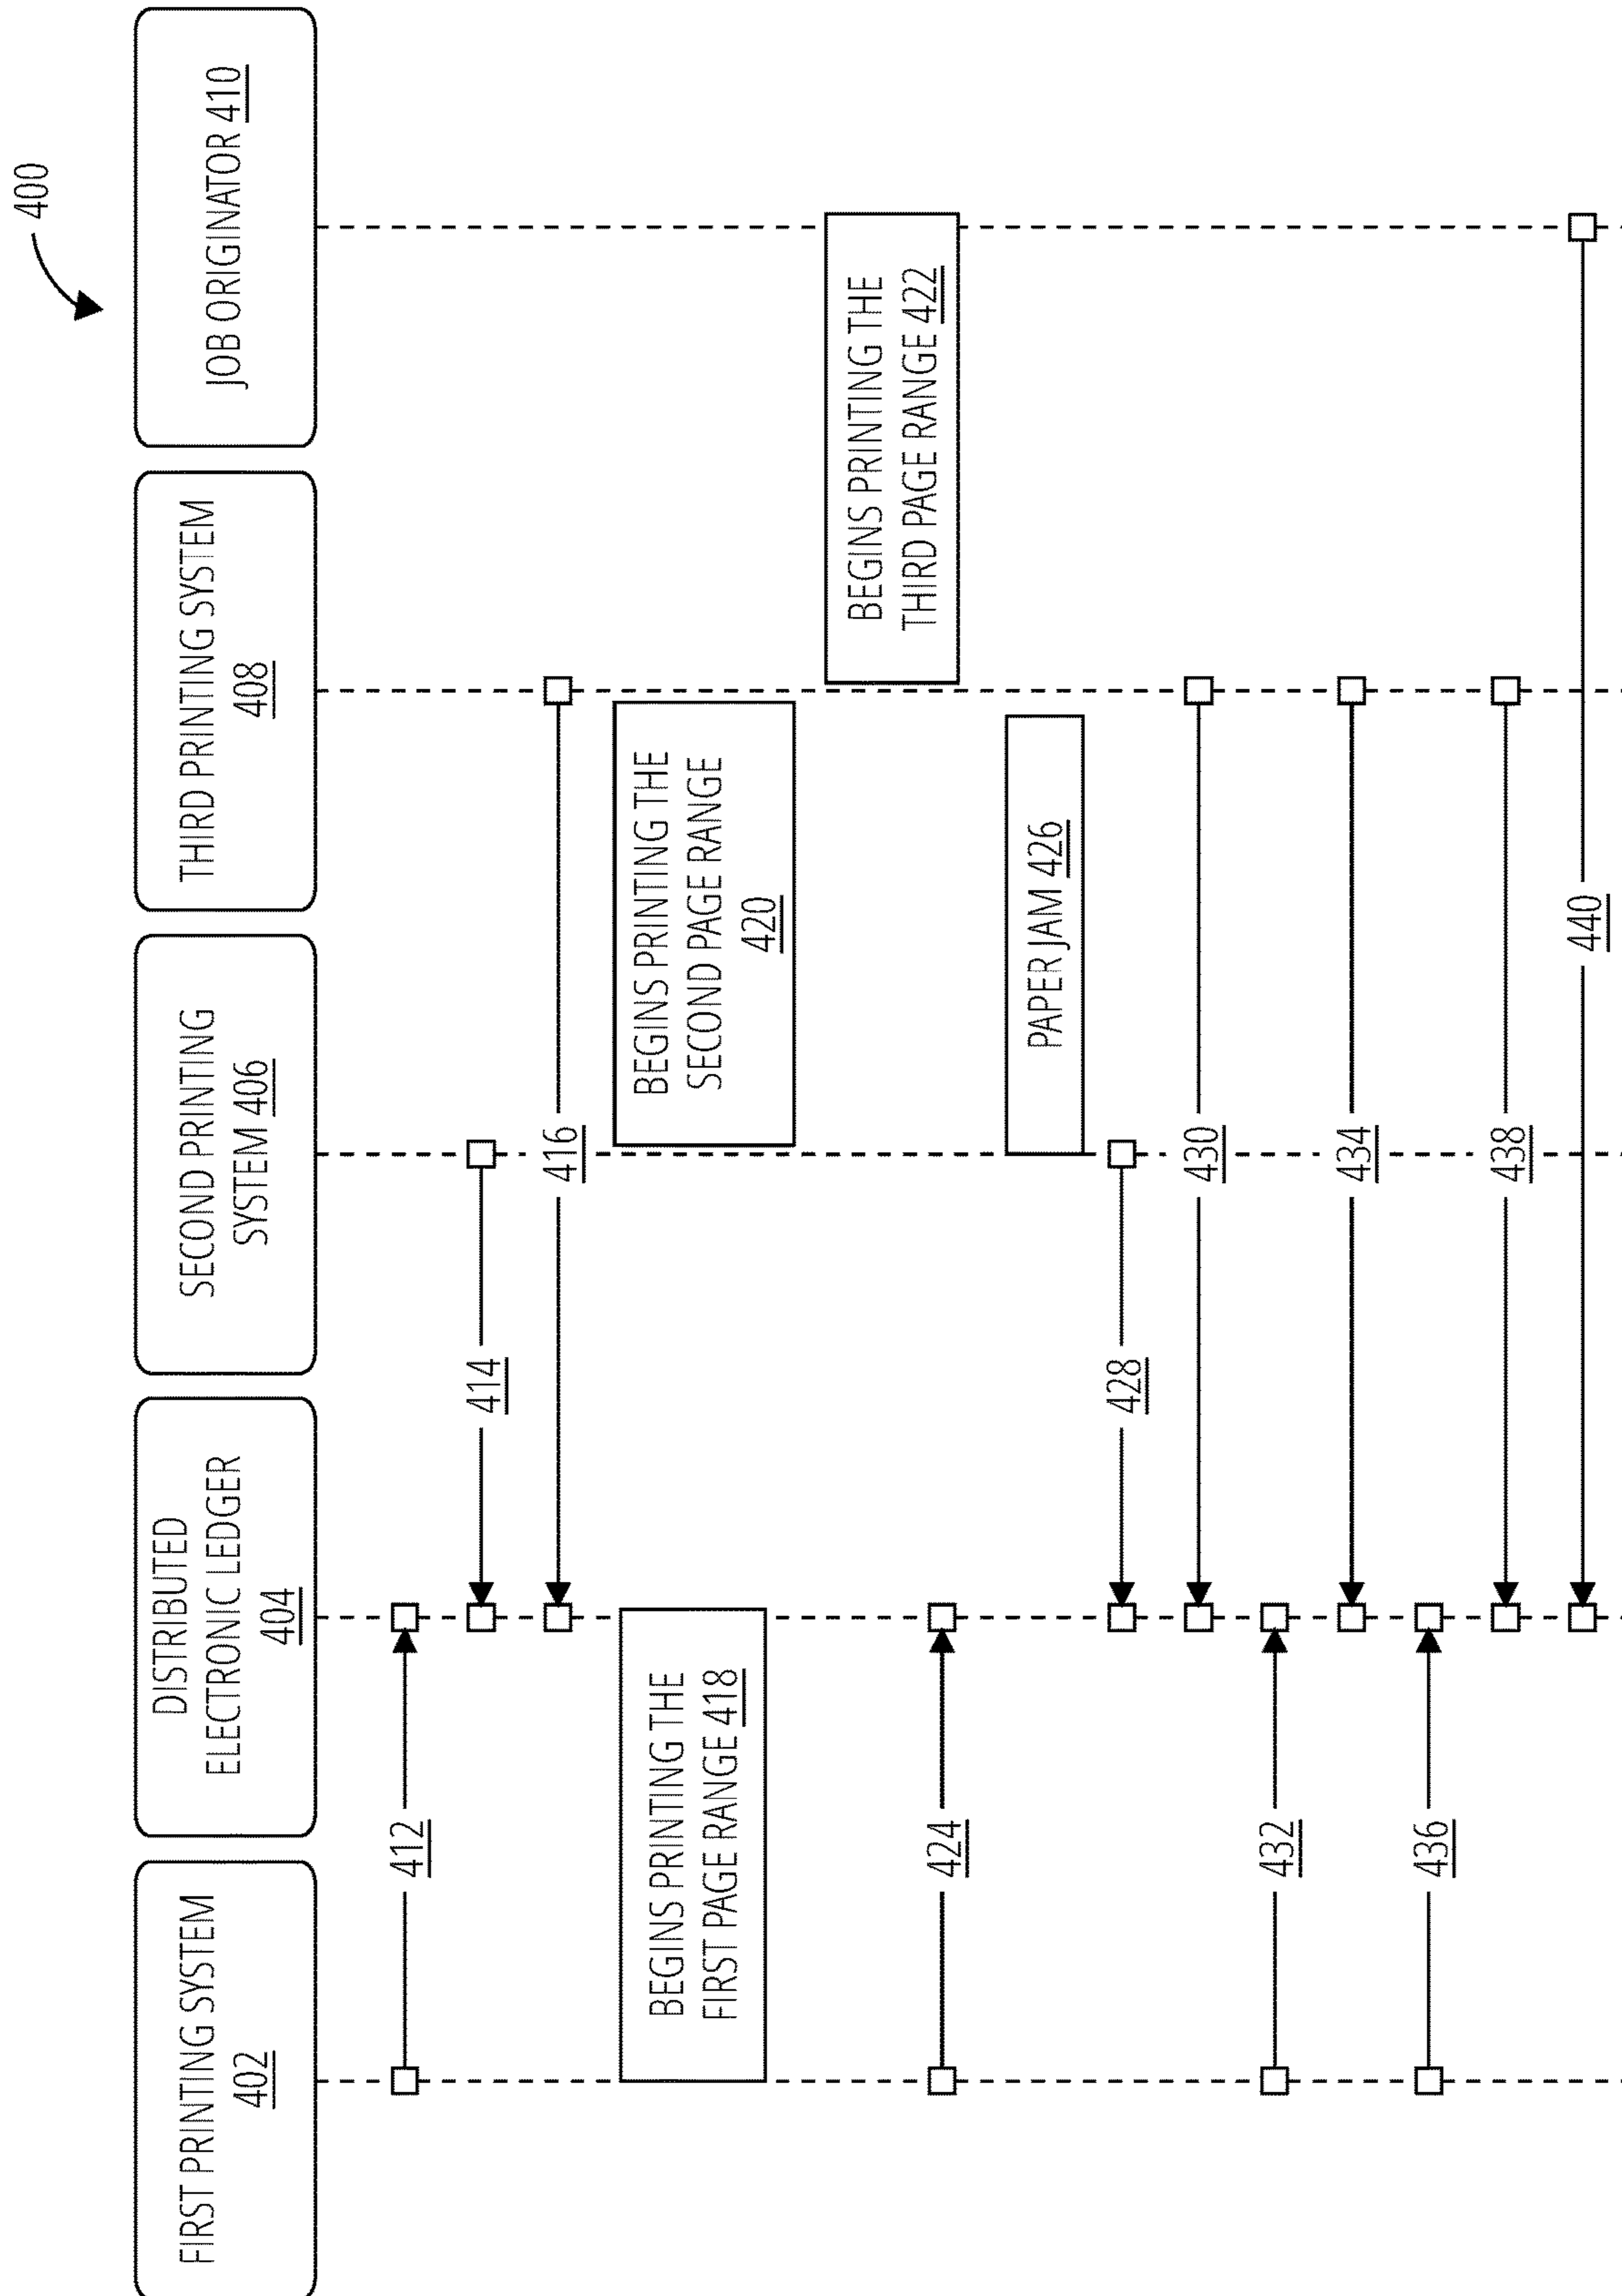 400
FIRST PRINTING SYSTEM
402
DISTRIBUTED
ELECTRONIC LEDGER
404
SECOND PRINTING
SYSTEM 406
THIRD PRINTING SYSTEM
408
JOB ORIGINATOR 410
412
414
416
BEGINS PRINTING THE
FIRST PAGE RANGE 418
BEGINS PRINTING THE
SECOND PAGE RANGE
420
BEGINS PRINTING THE
THIRD PAGE RANGE 422
424
PAPER JAM 426
428
430
432
434
436
438
440